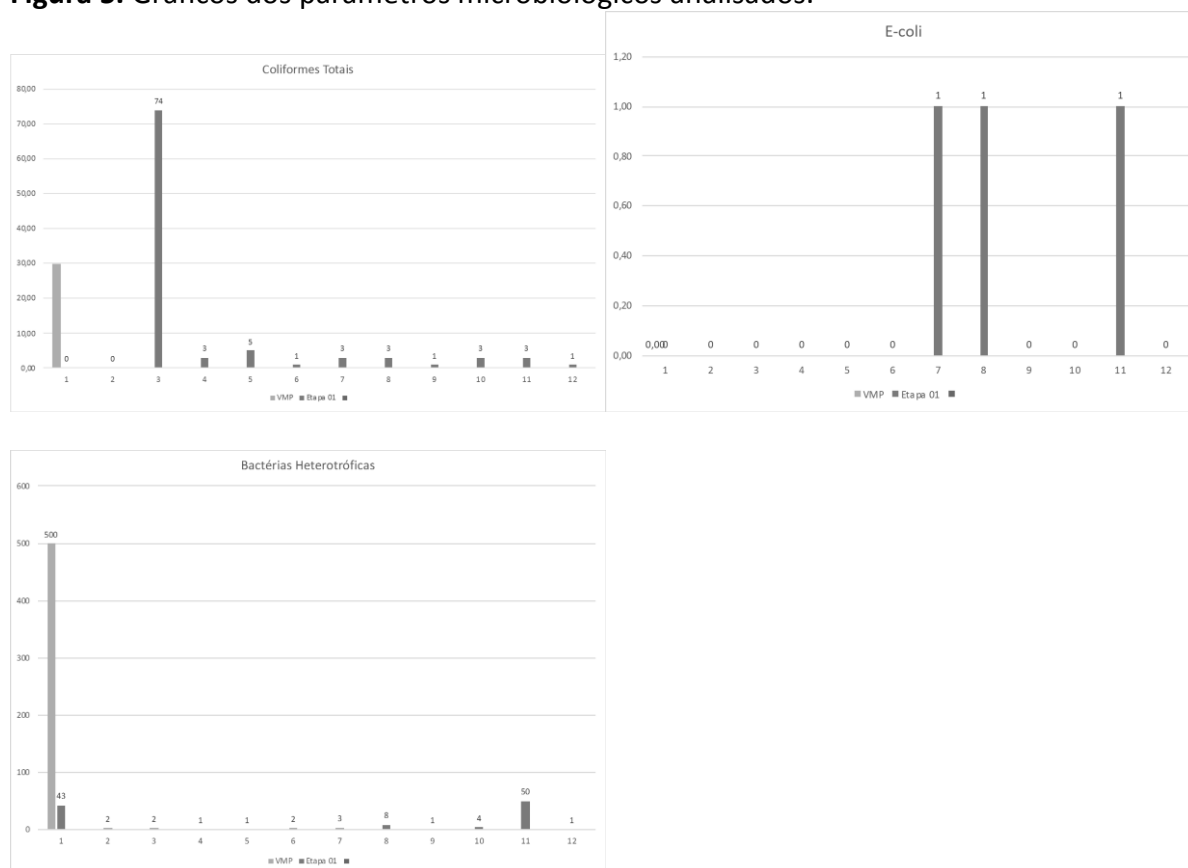 Figura 3. Gráficos dos parâmetros microbiológicos analisados.
Coliformes Totais
80,00
70,00
60,00
50,00
40,00
30,00
20,00
10,00
0,00
0 0 74 3 5 1 3 3 1 3 3 1
1 2 3 4 5 6 7 8 9 10 11 12
VMP Etapa 01
E-coli
1,20
1,00
0,80
0,60
0,40
0,20
0,00
0,00 0 0 0 0 0 0 1 1 0 0 1 0
1 2 3 4 5 6 7 8 9 10 11 12
VMP Etapa 01
Bactérias Heterotróficas
600
500
400
300
200
100
0
500 43 2 2 1 1 2 3 8 1 4 50 1
1 2 3 4 5 6 7 8 9 10 11 12
VMP Etapa 01